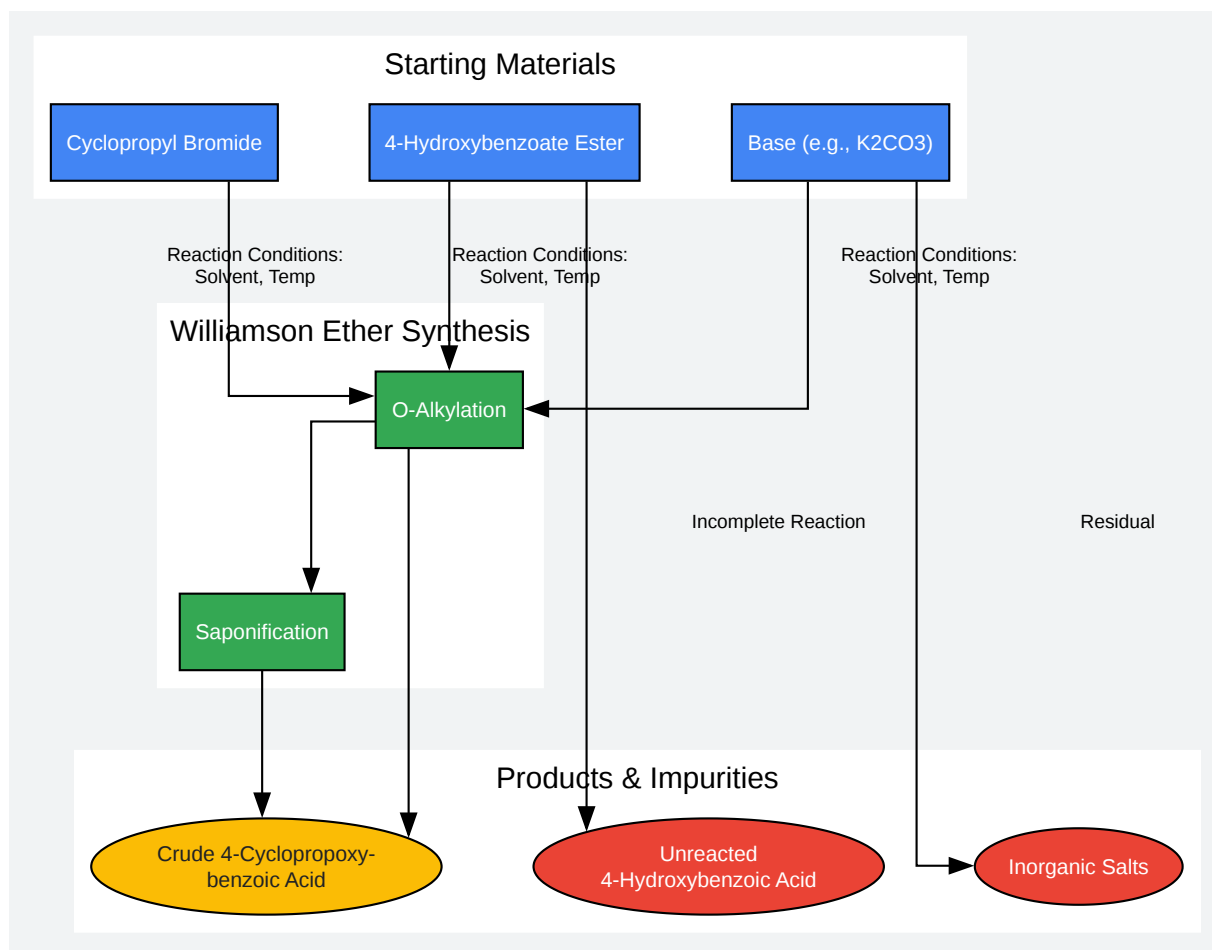 Starting Materials
Cyclopropyl Bromide
4-Hydroxybenzoate Ester
Base (e.g., K2CO3)
Reaction Conditions:
Solvent, Temp
Reaction Conditions:
Solvent, Temp
Reaction Conditions:
Solvent, Temp
Williamson Ether Synthesis
O-Alkylation
Incomplete Reaction
Residual
Saponification
Products & Impurities
Crude 4-Cyclopropoxy-
benzoic Acid
Unreacted
4-Hydroxybenzoic Acid
Inorganic Salts